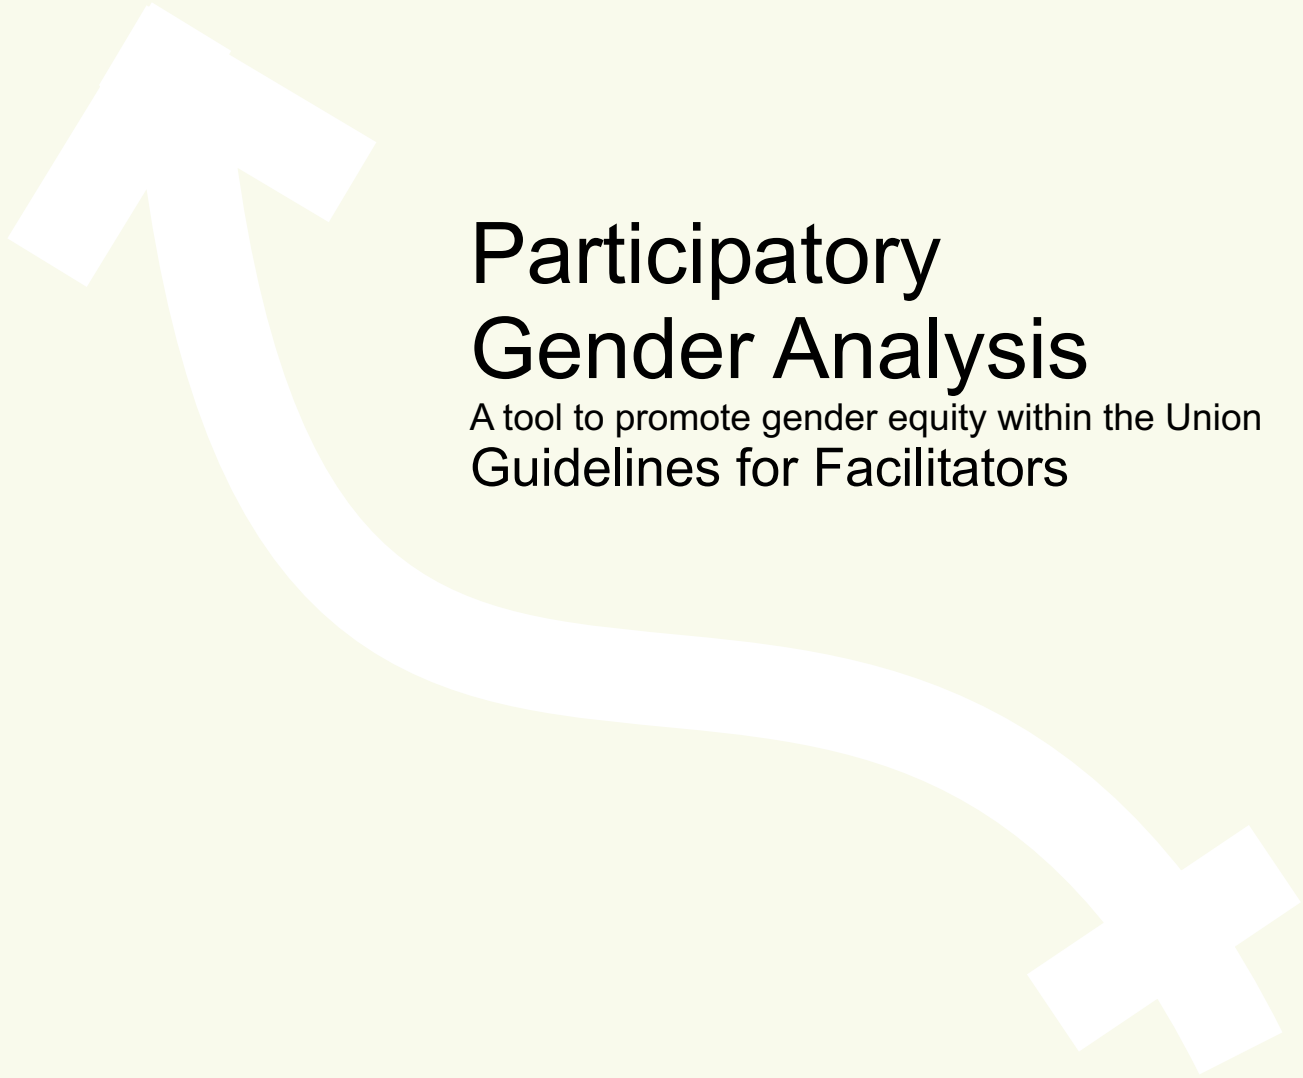 Participatory
Gender Analysis
A tool to promote gender equity within the Union
Guidelines for Facilitators